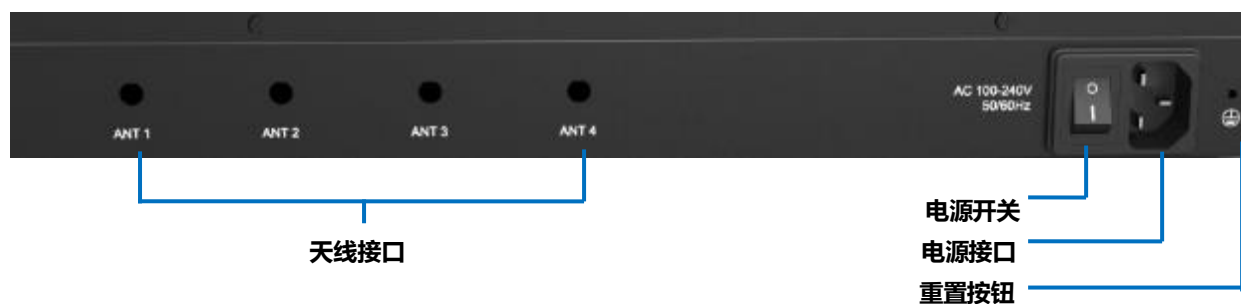 ANT 1
ANT 2
ANT 3
ANT 4
AC 100-240V
50/60Hz
O
I
电源开关
天线接口
电源接口
重置按钮